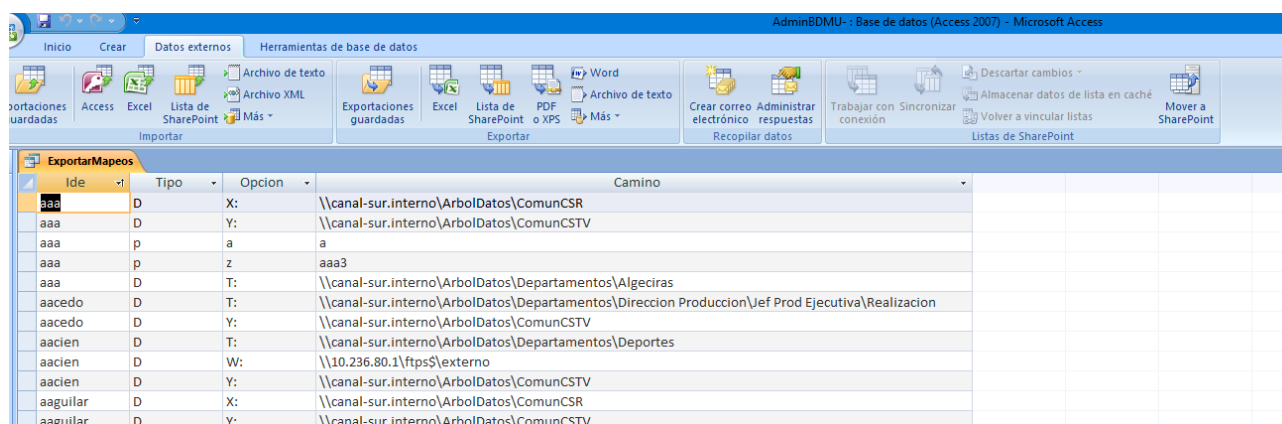 AdminBDMU- : Base de datos (Access 2007) - Microsoft Access
Inicio Crear Datos externos Herramientas de base de datos
Archivo de texto
Archivo XML
Access Excel Lista de SharePoint Más
Importar
Exportaciones guardadas Excel Lista de SharePoint PDF o XPS
Word
Archivo de texto
Más
Exportar
Crear correo electrónico Administrar respuestas
Recopilar datos
Trabajar con conexión Sincronizar
Descartar cambios
Almacenar datos de lista en caché
Volver a vincular listas
Mover a SharePoint
Listas de SharePoint
ExportarMapeos
Ide Tipo Opcion Camino
aaa D X: \\canal-sur.interno\ArbolDatos\ComunCSR
aaa D Y: \\canal-sur.interno\ArbolDatos\ComunCSTV
aaa p a a
aaa p z aaa3
aaa D T: \\canal-sur.interno\ArbolDatos\Departamentos\Algeciras
aacedo D T: \\canal-sur.interno\ArbolDatos\Departamentos\Direccion Produccion\Jef Prod Ejecutiva\Realizacion
aacedo D Y: \\canal-sur.interno\ArbolDatos\ComunCSTV
aacien D T: \\canal-sur.interno\ArbolDatos\Departamentos\Deportes
aacien D W: \\10.236.80.1\ftps$\externo
aacien D Y: \\canal-sur.interno\ArbolDatos\ComunCSTV
aaguilar D X: \\canal-sur.interno\ArbolDatos\ComunCSR
aaguilar D Y: \\canal-sur.interno\ArbolDatos\ComunCSTV